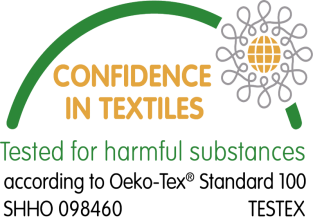 CONFIDENCE
IN TEXTILES
Tested for harmful substances
according to Oeko-Tex® Standard 100
SHHO 098460 TESTEX